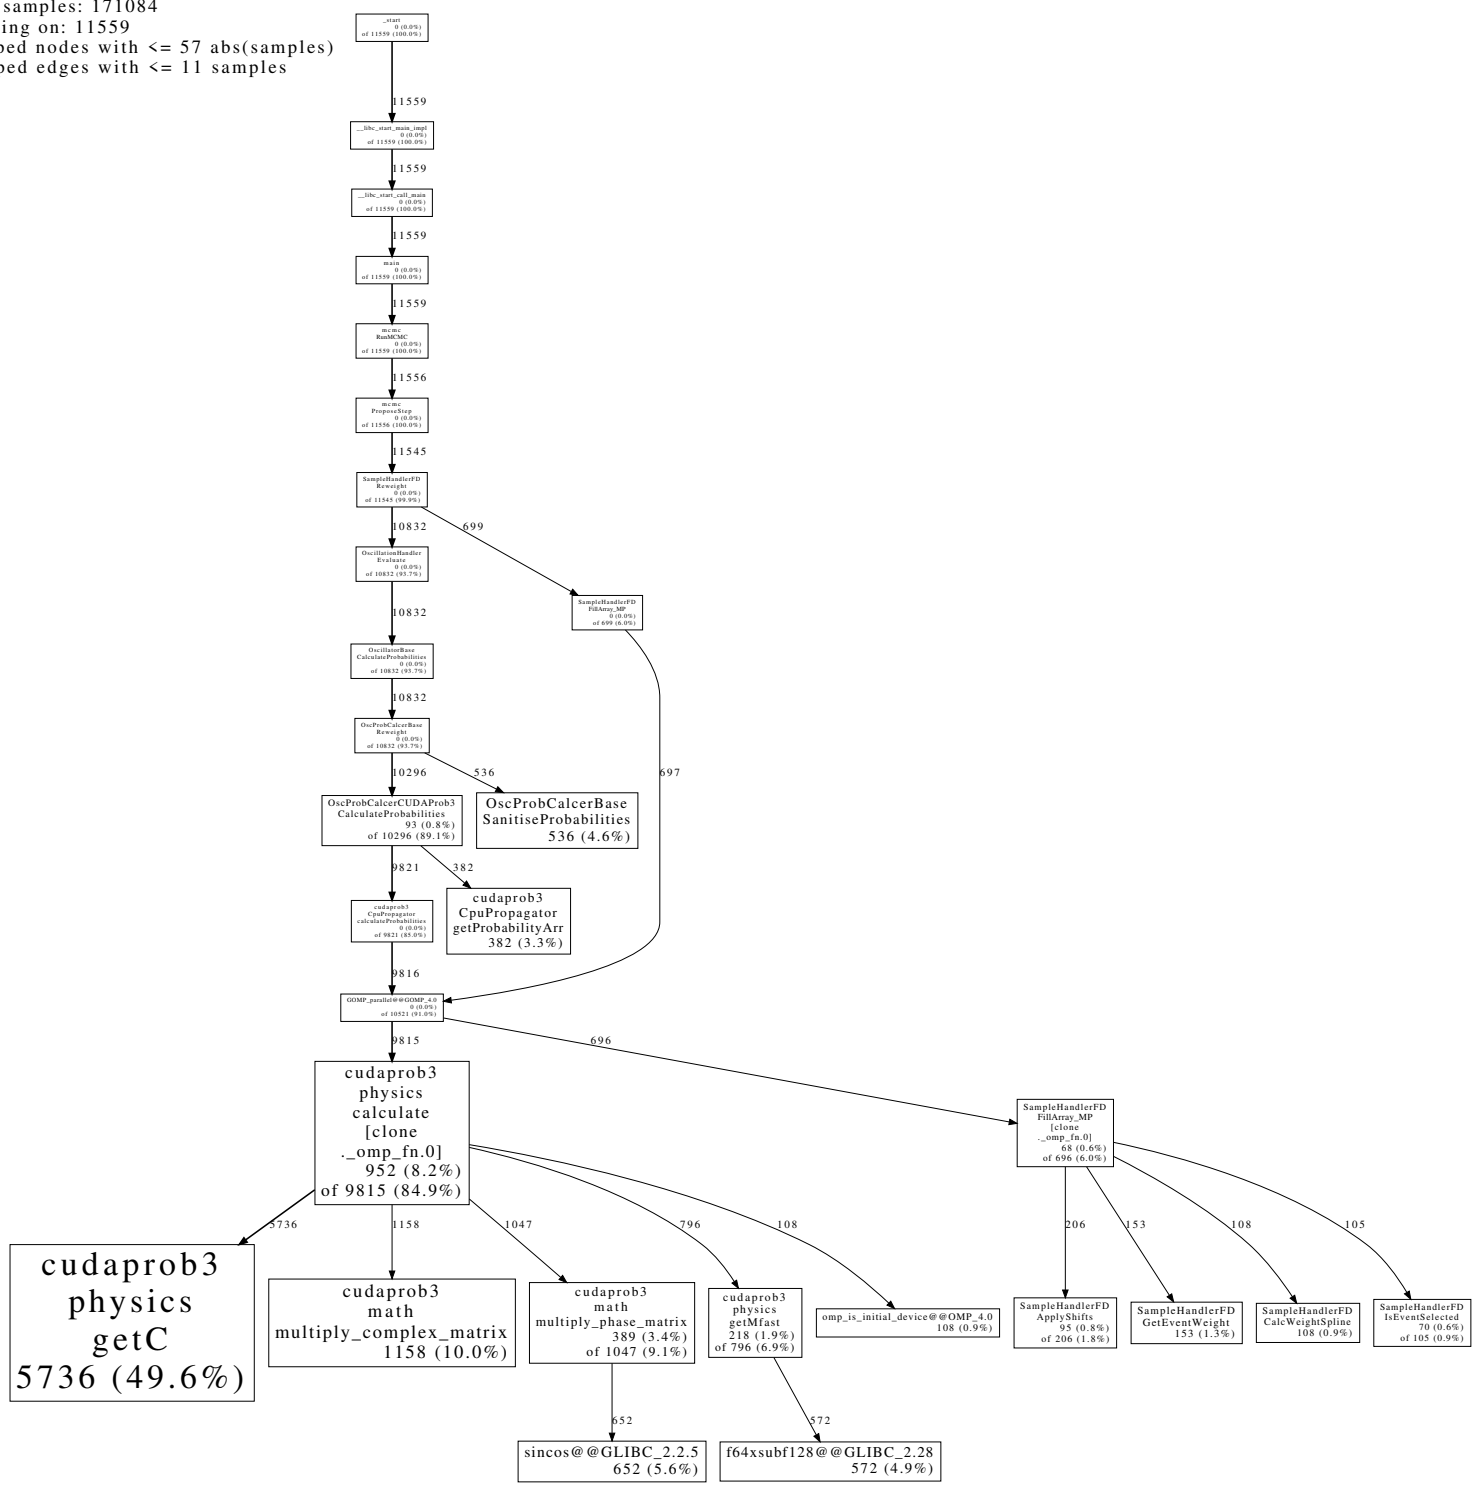 samples: 171084
ing on: 11559
ped nodes with <= 57 abs(samples)
ped edges with <= 11 samples
_start
0 (0.0%)
of 11559 (100.0%)
11559
__libc_start_main_impl
0 (0.0%)
of 11559 (100.0%)
11559
__libc_start_call_main
0 (0.0%)
of 11559 (100.0%)
11559
main
0 (0.0%)
of 11559 (100.0%)
11559
mcmc
RunMCMC
0 (0.0%)
of 11559 (100.0%)
11556
mcmc
ProposeStep
0 (0.0%)
of 11556 (100.0%)
11545
SampleHandlerFD
Reweight
0 (0.0%)
of 11545 (99.9%)
10832
699
OscillationHandler
Evaluate
0 (0.0%)
of 10832 (93.7%)
SampleHandlerFD
FillArray_MP
0 (0.0%)
of 699 (6.0%)
10832
OscillatorBase
CalculateProbabilities
0 (0.0%)
of 10832 (93.7%)
10832
OscProbCalcerBase
Reweight
0 (0.0%)
of 10832 (93.7%)
10296
536
697
OscProbCalcerCUDAProb3
CalculateProbabilities
93 (0.8%)
of 10296 (89.1%)
OscProbCalcerBase
SanitiseProbabilities
536 (4.6%)
9821
382
cudaprob3
CpuPropagator
calculateProbabilities
0 (0.0%)
of 9821 (85.0%)
cudaprob3
CpuPropagator
getProbabilityArr
382 (3.3%)
9816
GOMP_parallel@@GOMP_4.0
0 (0.0%)
of 10521 (91.0%)
9815
696
cudaprob3
physics
calculate
[clone
._omp_fn.0]
952 (8.2%)
of 9815 (84.9%)
SampleHandlerFD
FillArray_MP
[clone
._omp_fn.0]
68 (0.6%)
of 696 (6.0%)
5736
1158
1047
796
108
206
153
108
105
cudaprob3
physics
getC
5736 (49.6%)
cudaprob3
math
multiply_complex_matrix
1158 (10.0%)
cudaprob3
math
multiply_phase_matrix
389 (3.4%)
of 1047 (9.1%)
cudaprob3
physics
getMfast
218 (1.9%)
of 796 (6.9%)
omp_is_initial_device@@OMP_4.0
108 (0.9%)
SampleHandlerFD
ApplyShifts
95 (0.8%)
of 206 (1.8%)
SampleHandlerFD
GetEventWeight
153 (1.3%)
SampleHandlerFD
CalcWeightSpline
108 (0.9%)
SampleHandlerFD
IsEventSelected
70 (0.6%)
of 105 (0.9%)
652
572
sincos@@GLIBC_2.2.5
652 (5.6%)
f64xsubf128@@GLIBC_2.28
572 (4.9%)